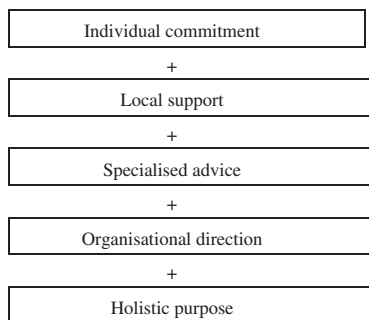 Individual commitment
+
Local support
+
Specialised advice
+
Organisational direction
+
Holistic purpose